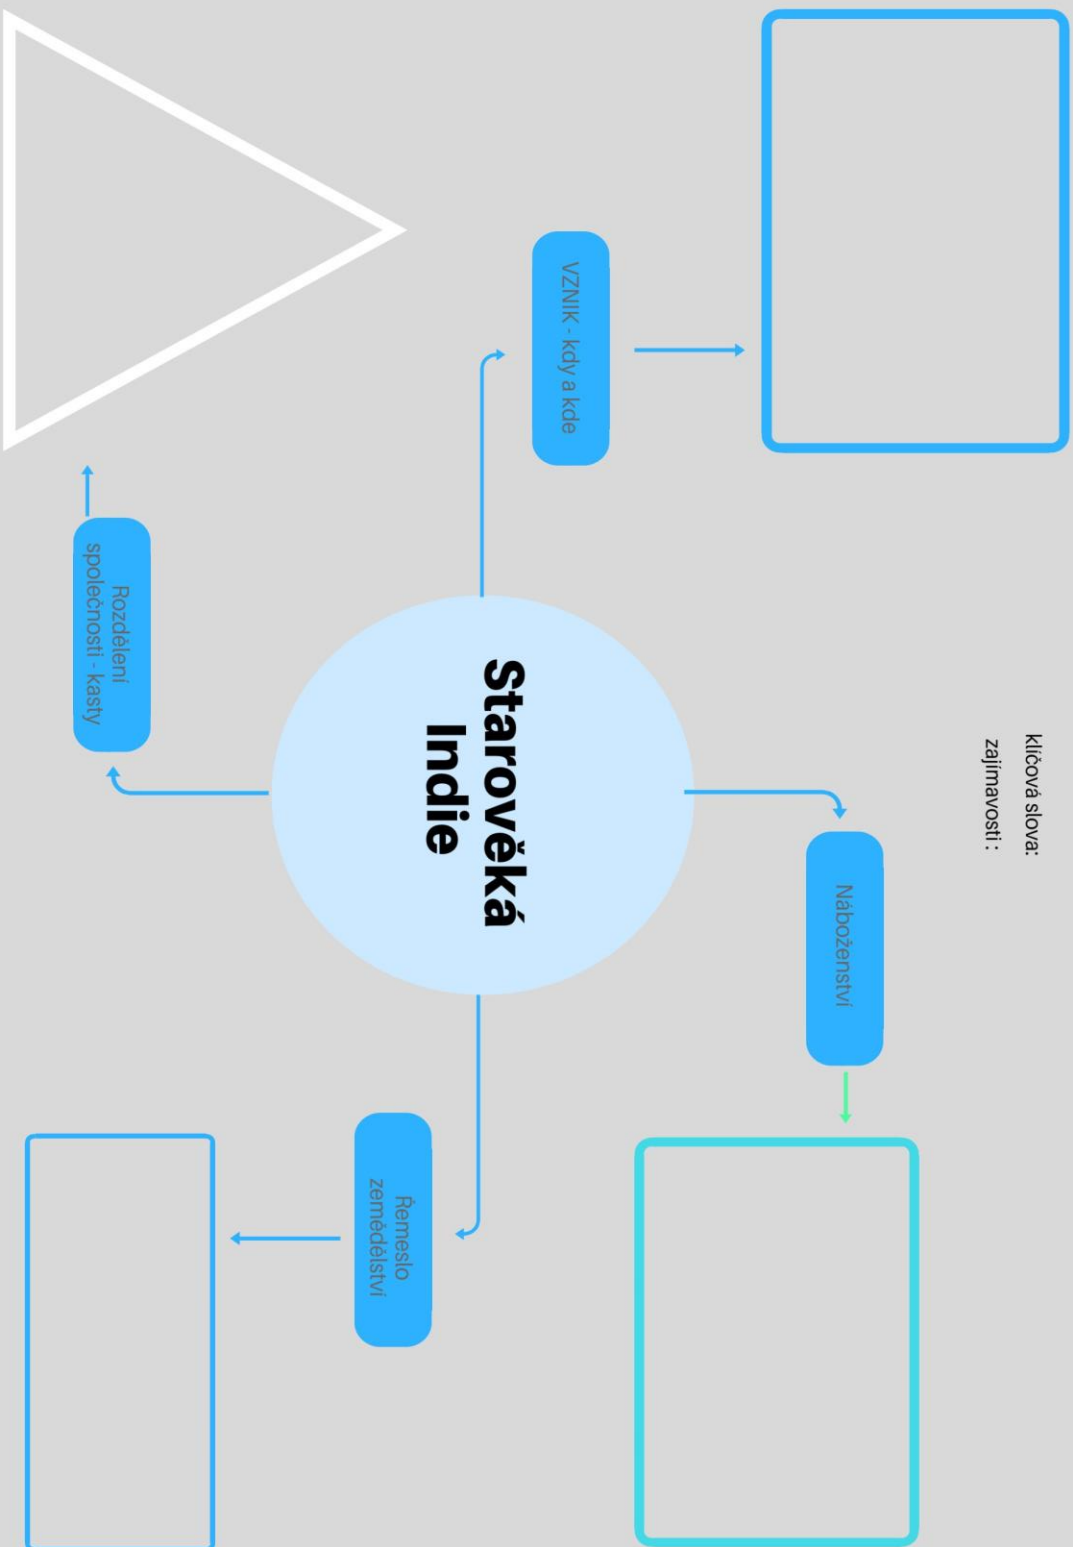 klíčová slova:
zajímavosti :
VZNIK - kdy a kde
Náboženství
Starověká
Indie
Rozdělení
společnosti - kasty
Řemeslo
zemědělství